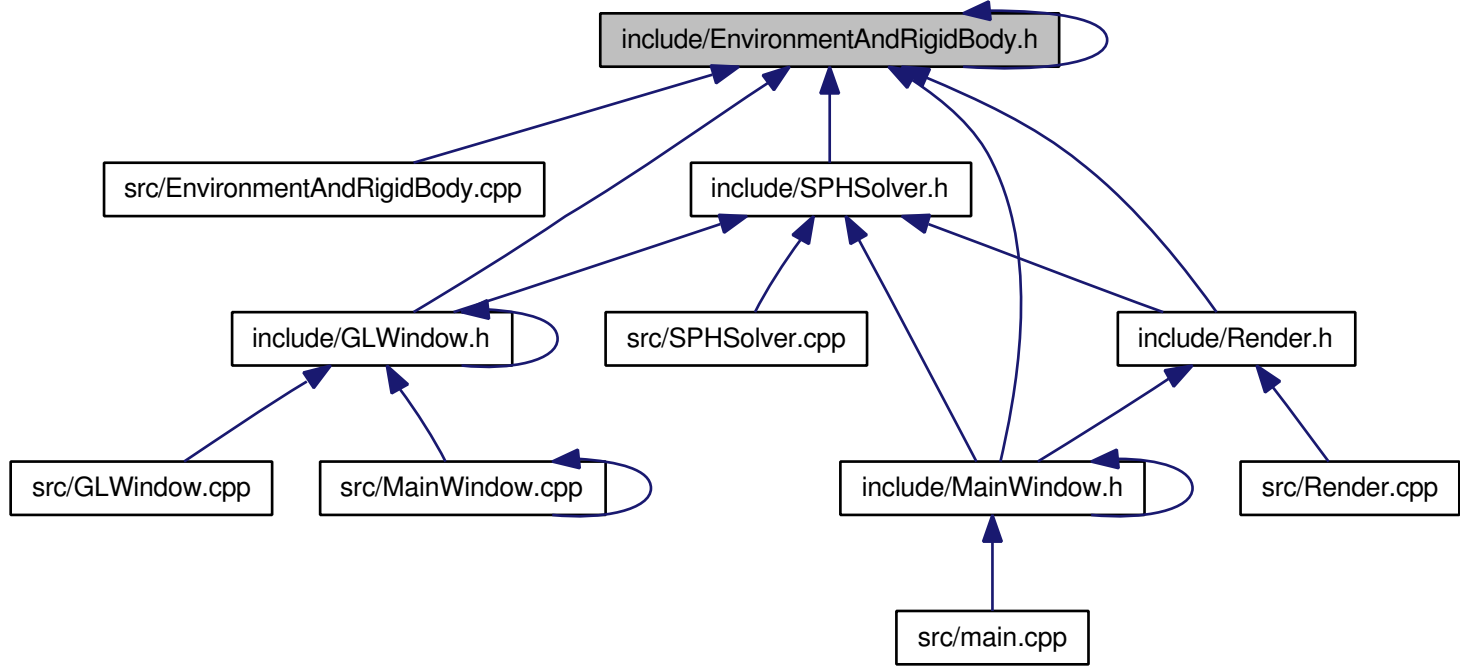 include/EnvironmentAndRigidBody.h
src/EnvironmentAndRigidBody.cpp
include/SPHSolver.h
include/GLWindow.h
src/SPHSolver.cpp
include/Render.h
src/GLWindow.cpp
src/MainWindow.cpp
include/MainWindow.h
src/Render.cpp
src/main.cpp